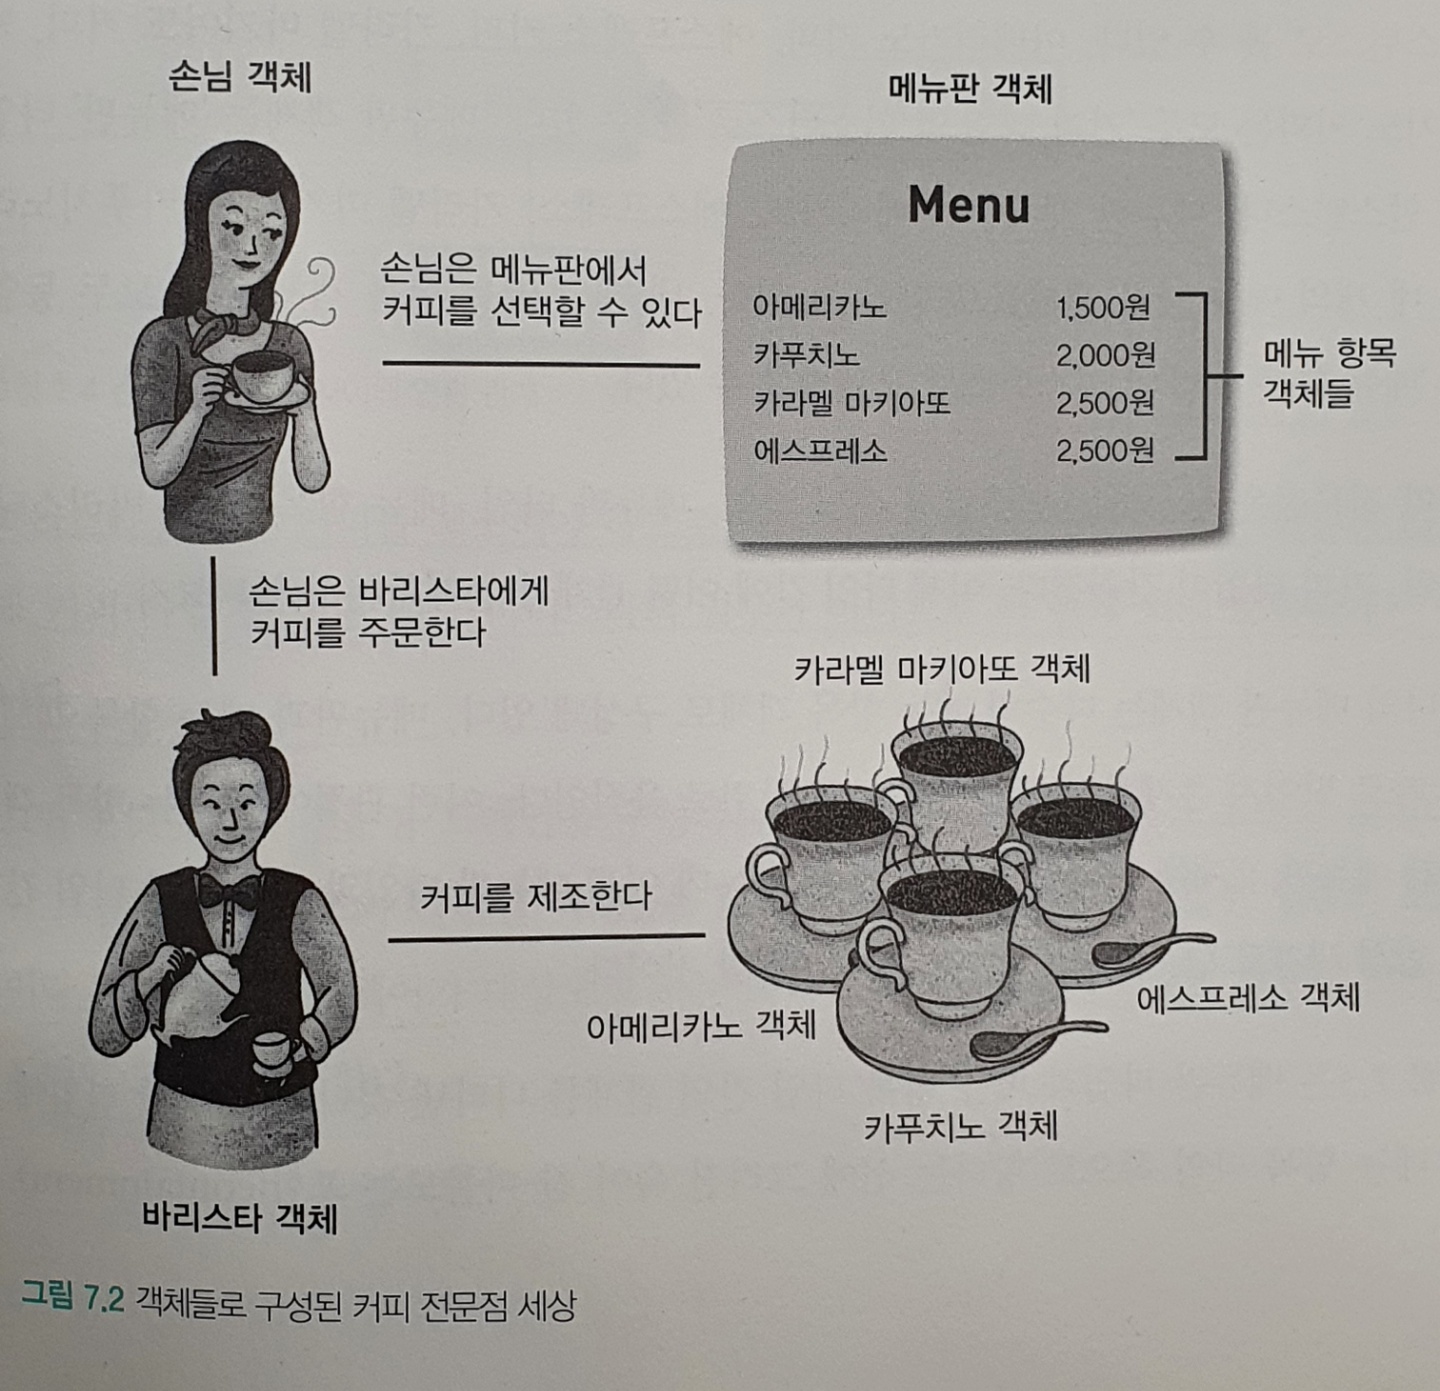 손님 객체
메뉴판 객체
Menu
손님은 메뉴판에서
커피를 선택할 수 있다
아메리카노 1,500원
카푸치노 2,000원
카라멜 마키아또 2,500원
에스프레소 2,500원
메뉴 항목
객체들
손님은 바리스타에게
커피를 주문한다
카라멜 마키아또 객체
커피를 제조한다
에스프레소 객체
아메리카노 객체
카푸치노 객체
바리스타 객체
그림 7.2 객체들로 구성된 커피 전문점 세상